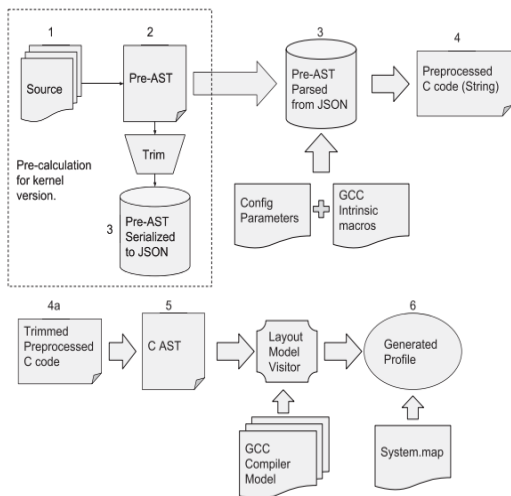 1
2
3
4
Source
Pre-AST
Pre-AST
Parsed
from JSON
Preprocessed
C code (String)
Trim
Pre-calculation
for kernel
version.
3
Pre-AST
Serialized
to JSON
Config
Parameters
GCC
Intrinsic
macros
4a
5
6
Trimmed
Preprocessed
C code
C AST
Layout
Model
Visitor
Generated
Profile
GCC
Compiler
Model
System.map